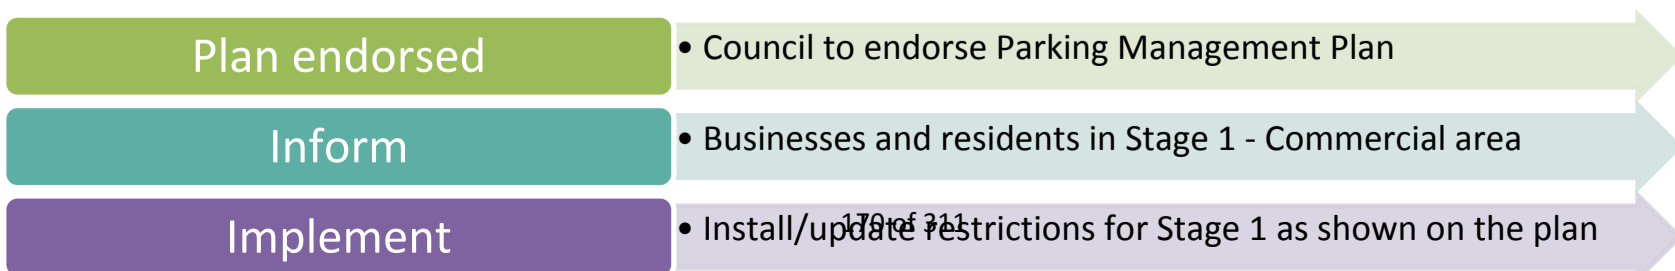 Plan endorsed
• Council to endorse Parking Management Plan
Inform
• Businesses and residents in Stage 1 - Commercial area
Implement
• Install/update restrictions for Stage 1 as shown on the plan
170 of 311